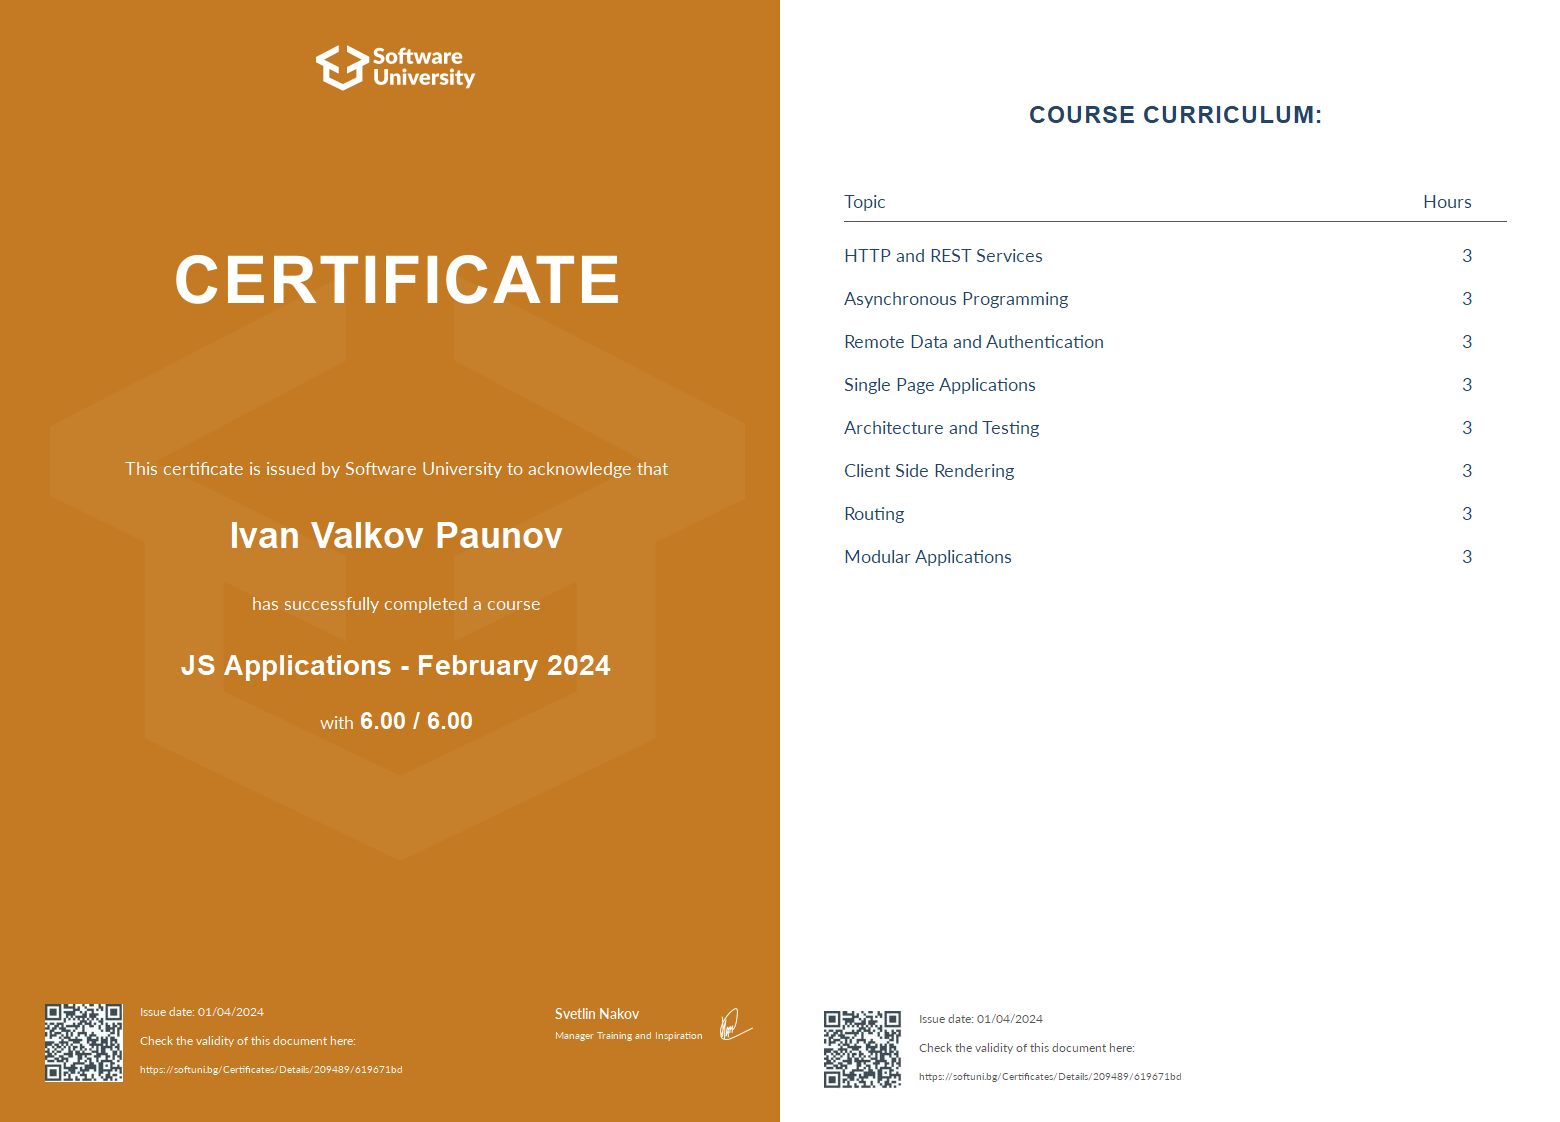 Software
University
CERTIFICATE
This certificate is issued by Software University to acknowledge that
Ivan Valkov Paunov
has successfully completed a course
JS Applications - February 2024
with 6.00 / 6.00
Issue date: 01/04/2024
Check the validity of this document here:
https://softuni.bg/Certificates/Details/209489/619671bd
Svetlin Nakov
Manager Training and Inspiration
COURSE CURRICULUM:
Topic Hours
HTTP and REST Services 3
Asynchronous Programming 3
Remote Data and Authentication 3
Single Page Applications 3
Architecture and Testing 3
Client Side Rendering 3
Routing 3
Modular Applications 3
Issue date: 01/04/2024
Check the validity of this document here:
https://softuni.bg/Certificates/Details/209489/619671bd